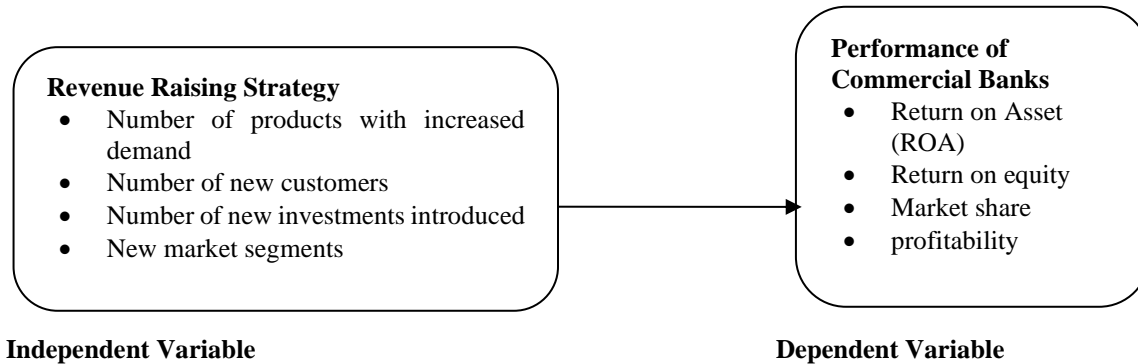 Revenue Raising Strategy
• Number of products with increased
demand
• Number of new customers
• Number of new investments introduced
• New market segments
Performance of
Commercial Banks
• Return on Asset
(ROA)
• Return on equity
• Market share
• profitability
Independent Variable
Dependent Variable